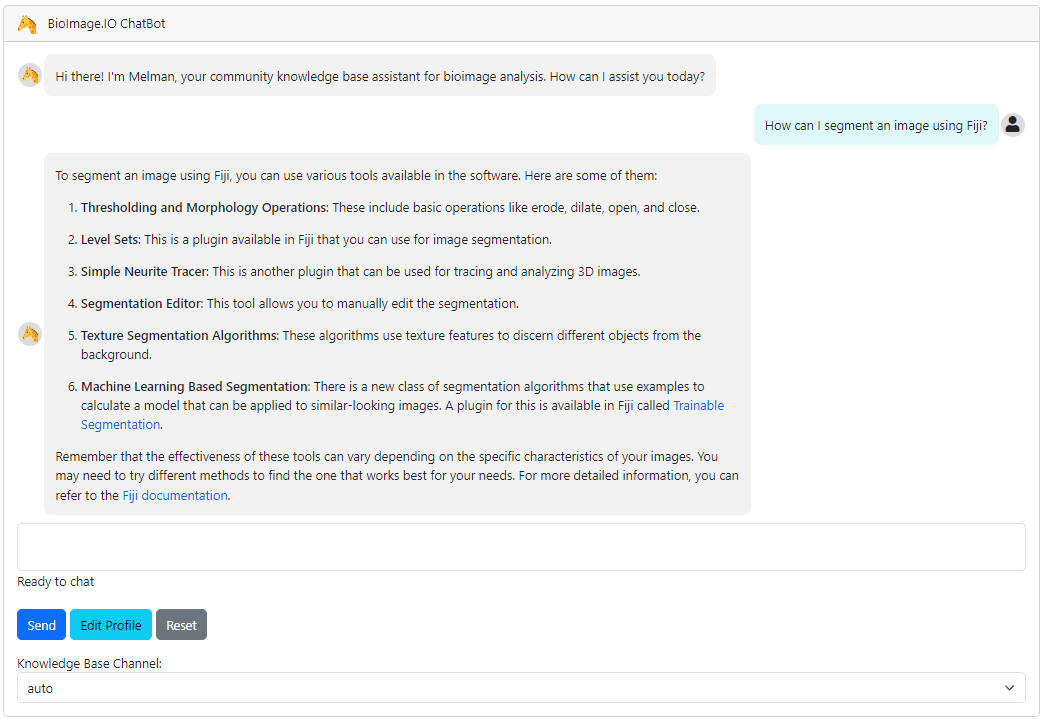 BioImage.IO ChatBot
Hi there! I'm Melman, your community knowledge base assistant for bioimage analysis. How can I assist you today?
How can I segment an image using Fiji?
To segment an image using Fiji, you can use various tools available in the software. Here are some of them:
1. Thresholding and Morphology Operations: These include basic operations like erode, dilate, open, and close.
2. Level Sets: This is a plugin available in Fiji that you can use for image segmentation.
3. Simple Neurite Tracer: This is another plugin that can be used for tracing and analyzing 3D images.
4. Segmentation Editor: This tool allows you to manually edit the segmentation.
5. Texture Segmentation Algorithms: These algorithms use texture features to discern different objects from the
background.
6. Machine Learning Based Segmentation: There is a new class of segmentation algorithms that use examples to
calculate a model that can be applied to similar-looking images. A plugin for this is available in Fiji called Trainable
Segmentation.
Remember that the effectiveness of these tools can vary depending on the specific characteristics of your images. You
may need to try different methods to find the one that works best for your needs. For more detailed information, you can
refer to the Fiji documentation.
Ready to chat
Send Edit Profile Reset
Knowledge Base Channel:
auto